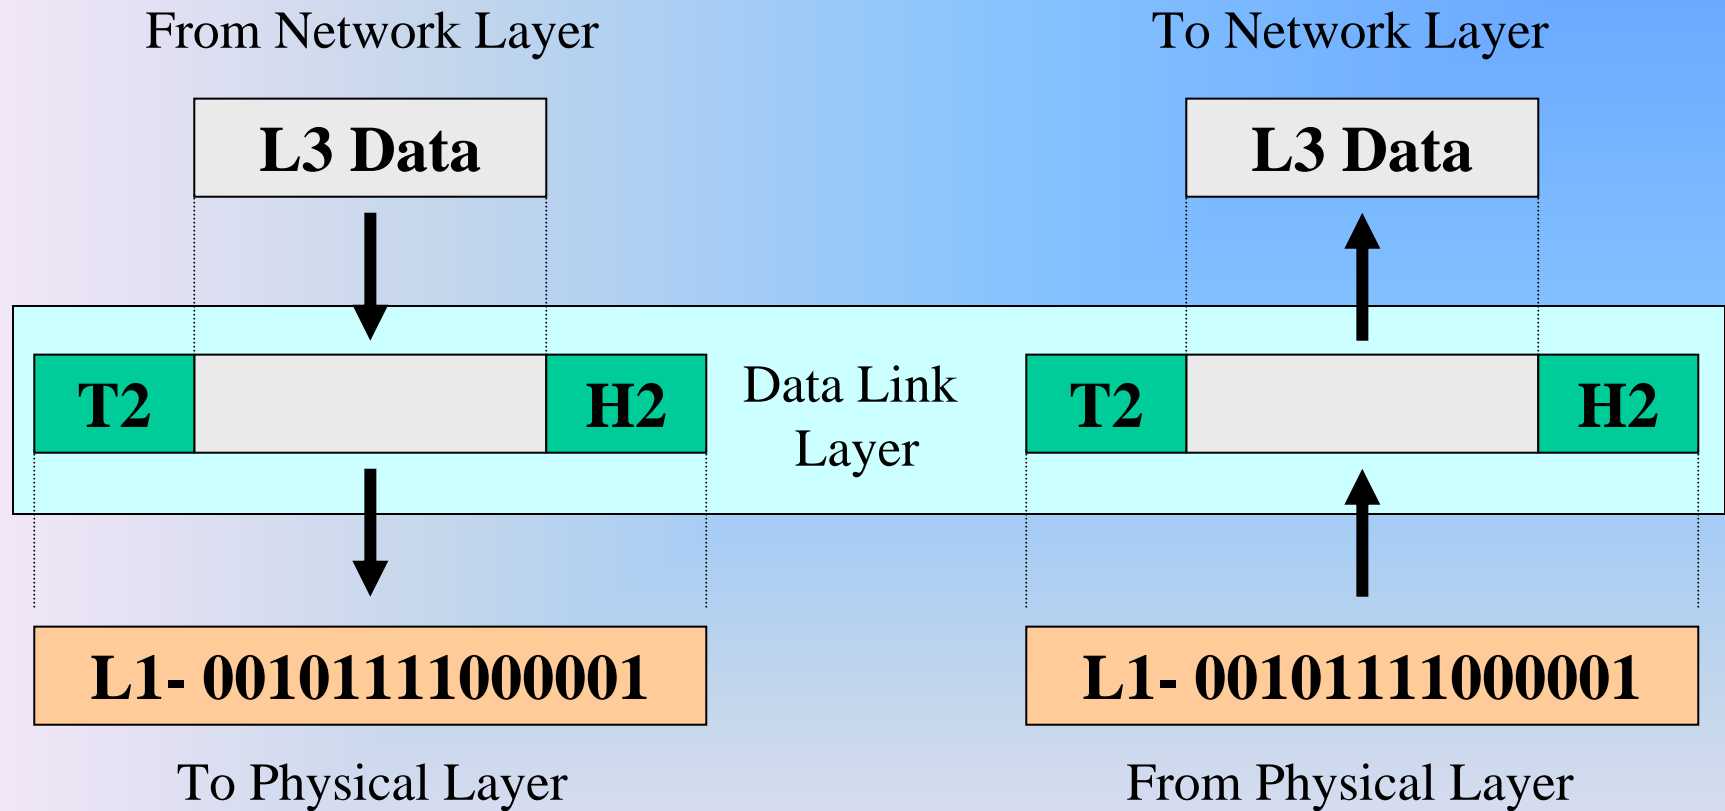 From Network Layer
To Network Layer
L3 Data
L3 Data
T2
H2
Data Link
Layer
T2
H2
L1- 00101111000001
L1- 00101111000001
To Physical Layer
From Physical Layer